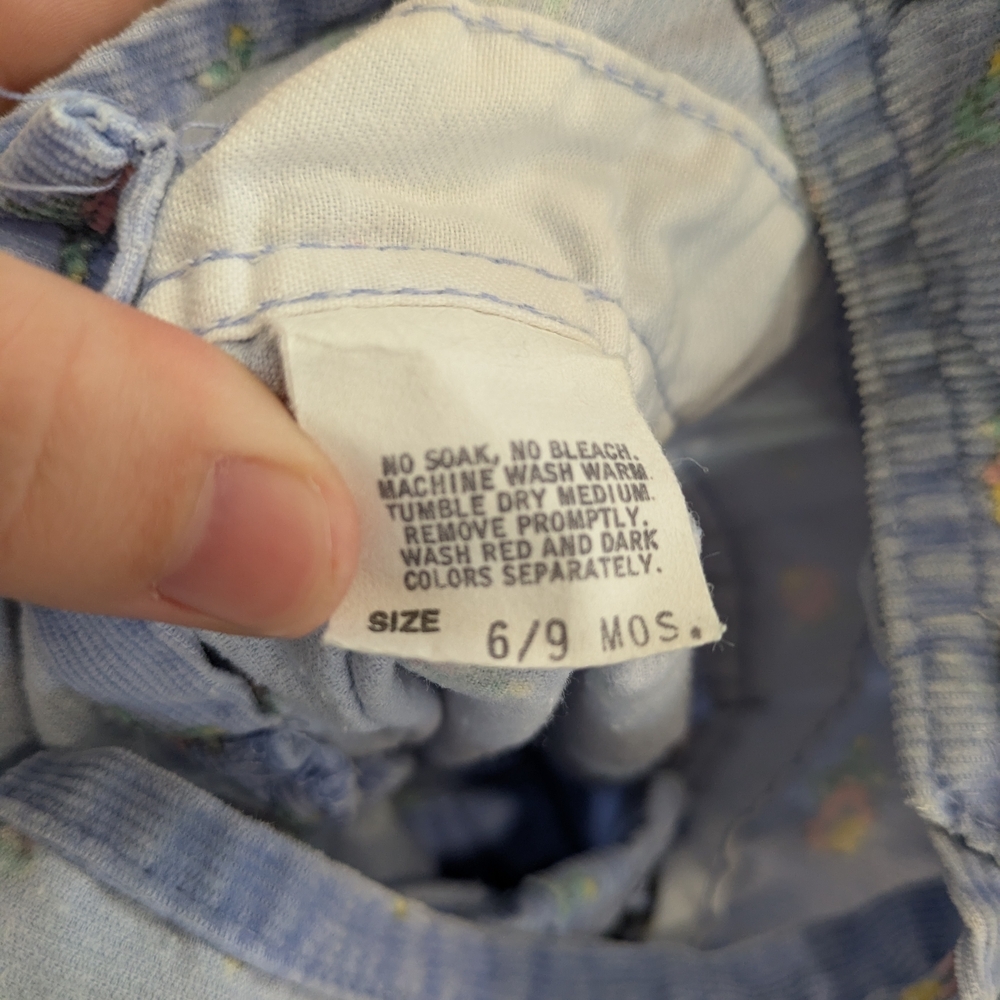 NO SOAK, NO BLEACH.
MACHINE WASH WARM.
TUMBLE DRY MEDIUM.
REMOVE PROMPTLY.
WASH RED AND DARK
COLORS SEPARATELY.
SIZE 6/9 MOS.